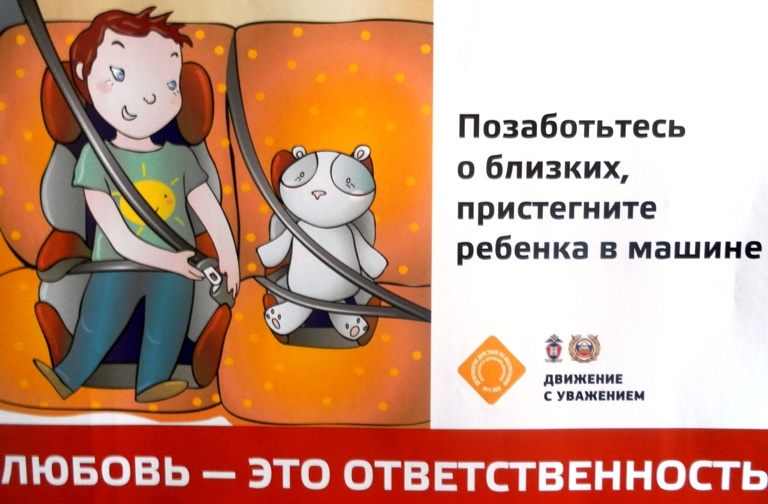 Позаботьтесь
о близких,
пристегните
ребенка в машине
ДВИЖЕНИЕ
С УВАЖЕНИЕМ
ЛЮБОВЬ — ЭТО ОТВЕТСТВЕННОСТЬ